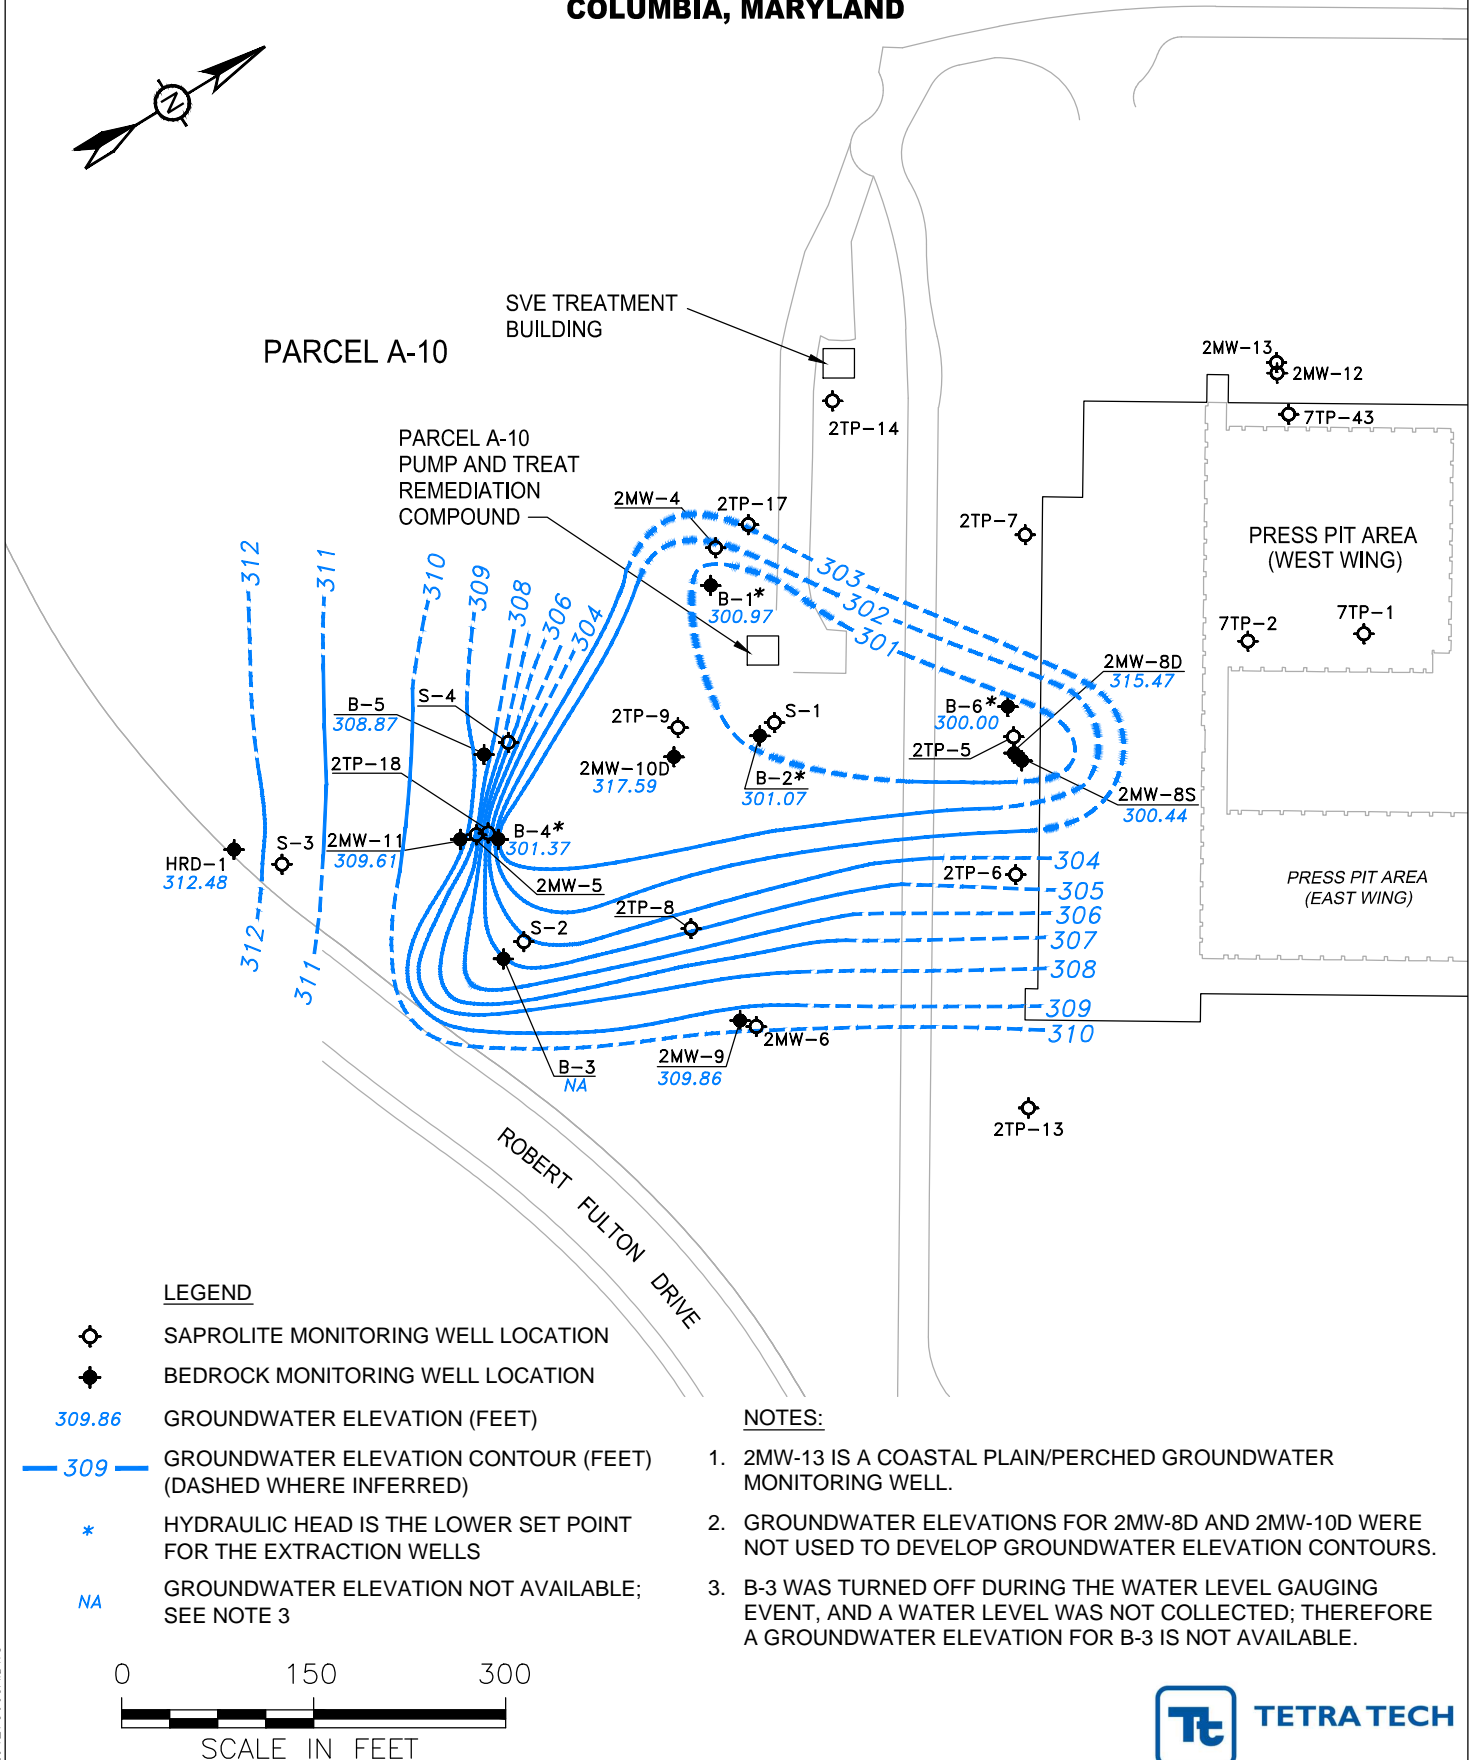 COLUMBIA, MARYLAND
N
SVE TREATMENT
BUILDING
PARCEL A-10
2MW-13
2MW-12
7TP-43
2TP-14
PARCEL A-10
PUMP AND TREAT
REMEDIATION
COMPOUND
2MW-4
2TP-17
2TP-7
PRESS PIT AREA
(WEST WING)
312
311
310
309
308
306
304
303
302
301
B-1*
300.97
7TP-2
7TP-1
2MW-8D
315.47
B-5
308.87
S-4
2TP-9
S-1
B-6*
300.00
2TP-18
2MW-10D
317.59
B-2*
301.07
2TP-5
2MW-8S
300.44
HRD-1
312.48
S-3
2MW-11
309.61
B-4*
301.37
2MW-5
304
2TP-6
305
PRESS PIT AREA
(EAST WING)
2TP-8
306
S-2
307
312
311
308
309
310
2MW-6
2MW-9
309.86
B-3
NA
2TP-13
ROBERT FULTON DRIVE
LEGEND
SAPROLITE MONITORING WELL LOCATION
BEDROCK MONITORING WELL LOCATION
309.86 GROUNDWATER ELEVATION (FEET)
309 GROUNDWATER ELEVATION CONTOUR (FEET)
(DASHED WHERE INFERRED)
* HYDRAULIC HEAD IS THE LOWER SET POINT
FOR THE EXTRACTION WELLS
NA GROUNDWATER ELEVATION NOT AVAILABLE;
SEE NOTE 3
NOTES:
1. 2MW-13 IS A COASTAL PLAIN/PERCHED GROUNDWATER
MONITORING WELL.
2. GROUNDWATER ELEVATIONS FOR 2MW-8D AND 2MW-10D WERE
NOT USED TO DEVELOP GROUNDWATER ELEVATION CONTOURS.
3. B-3 WAS TURNED OFF DURING THE WATER LEVEL GAUGING
EVENT, AND A WATER LEVEL WAS NOT COLLECTED; THEREFORE
A GROUNDWATER ELEVATION FOR B-3 IS NOT AVAILABLE.
0 150 300
SCALE IN FEET
Tt TETRA TECH